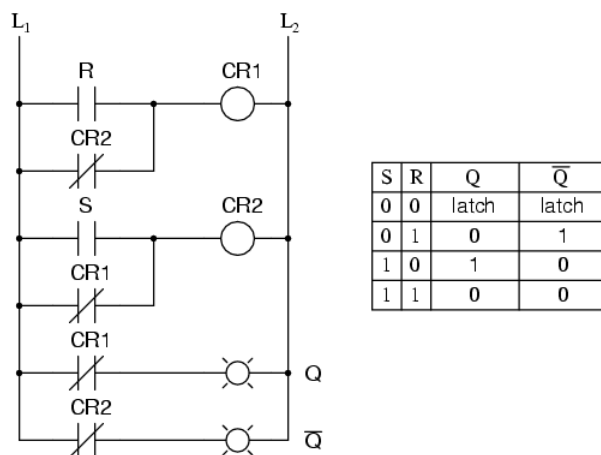 L1 L2
R CR1
CR2
S CR2
CR1
CR1
Q
CR2
Q̅
S R Q Q̅
0 0 latch latch
0 1 0 1
1 0 1 0
1 1 0 0